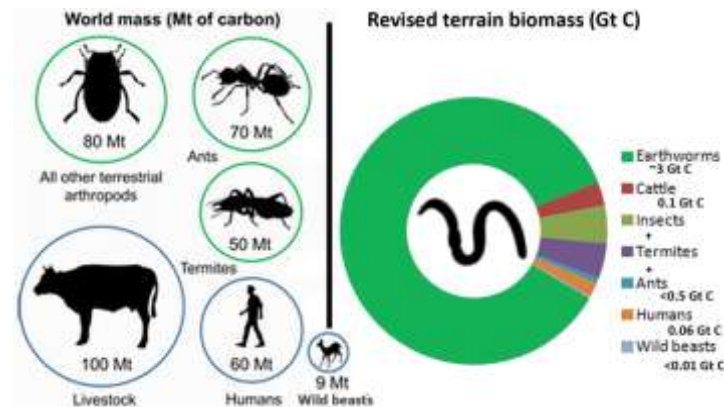 World mass (Mt of carbon)
80 Mt
All other terrestrial
arthropods
70 Mt
Ants
50 Mt
Termites
100 Mt
Livestock
60 Mt
Humans
9 Mt
Wild beasts
Revised terrain biomass (Gt C)
Earthworms
~3 Gt C
Cattle
0.1 Gt C
Insects
+
Termites
+
Ants
<0.5 Gt C
Humans
0.06 Gt C
Wild beasts
<0.01 Gt C